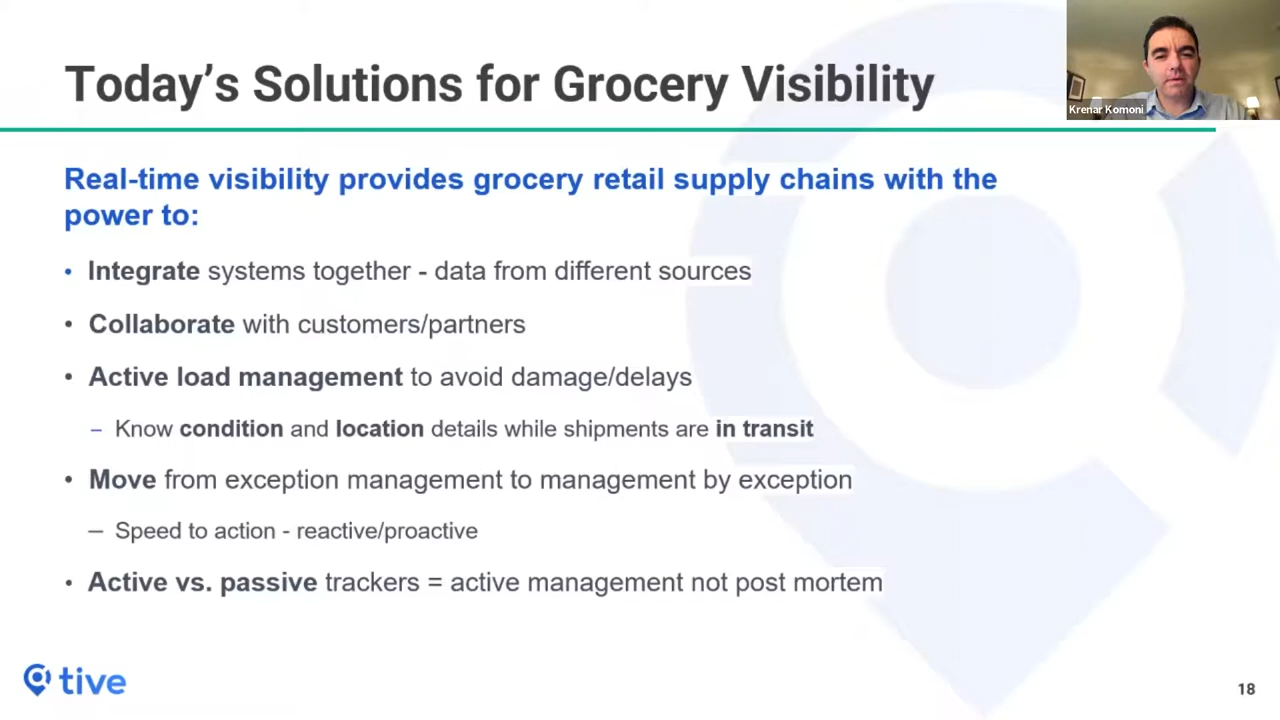 Today's Solutions for Grocery Visibility
Krenar Komoni
Real-time visibility provides grocery retail supply chains with the
power to:
• Integrate systems together - data from different sources
• Collaborate with customers/partners
• Active load management to avoid damage/delays
– Know condition and location details while shipments are in transit
• Move from exception management to management by exception
– Speed to action - reactive/proactive
• Active vs. passive trackers = active management not post mortem
tive
18